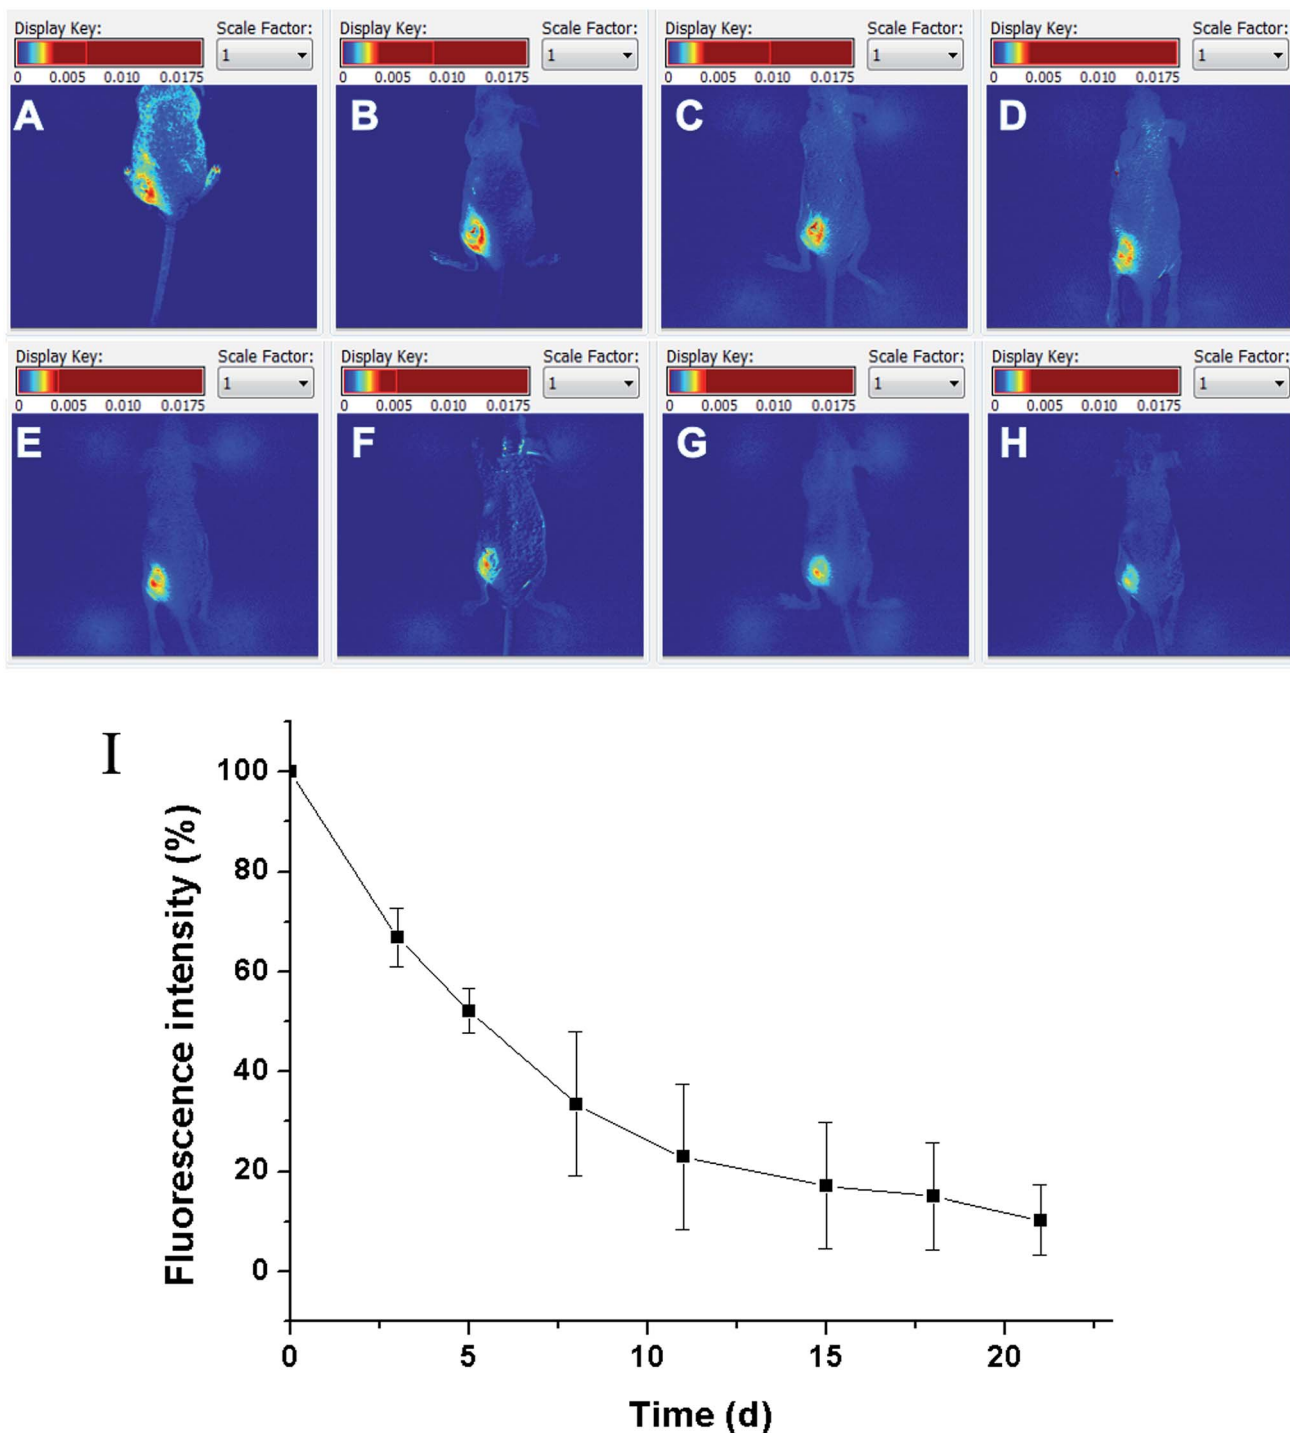 Display Key: Scale Factor: Display Key: Scale Factor: Display Key: Scale Factor: Display Key: Scale Factor:
1 1 1 1
0 0.005 0.010 0.0175 0 0.005 0.010 0.0175 0 0.005 0.010 0.0175 0 0.005 0.010 0.0175
A B C D
Display Key: Scale Factor: Display Key: Scale Factor: Display Key: Scale Factor: Display Key: Scale Factor:
1 1 1 1
0 0.005 0.010 0.0175 0 0.005 0.010 0.0175 0 0.005 0.010 0.0175 0 0.005 0.010 0.0175
E F G H
I
Fluorescence intensity (%)
100
80
60
40
20
0
0 5 10 15 20
Time (d)